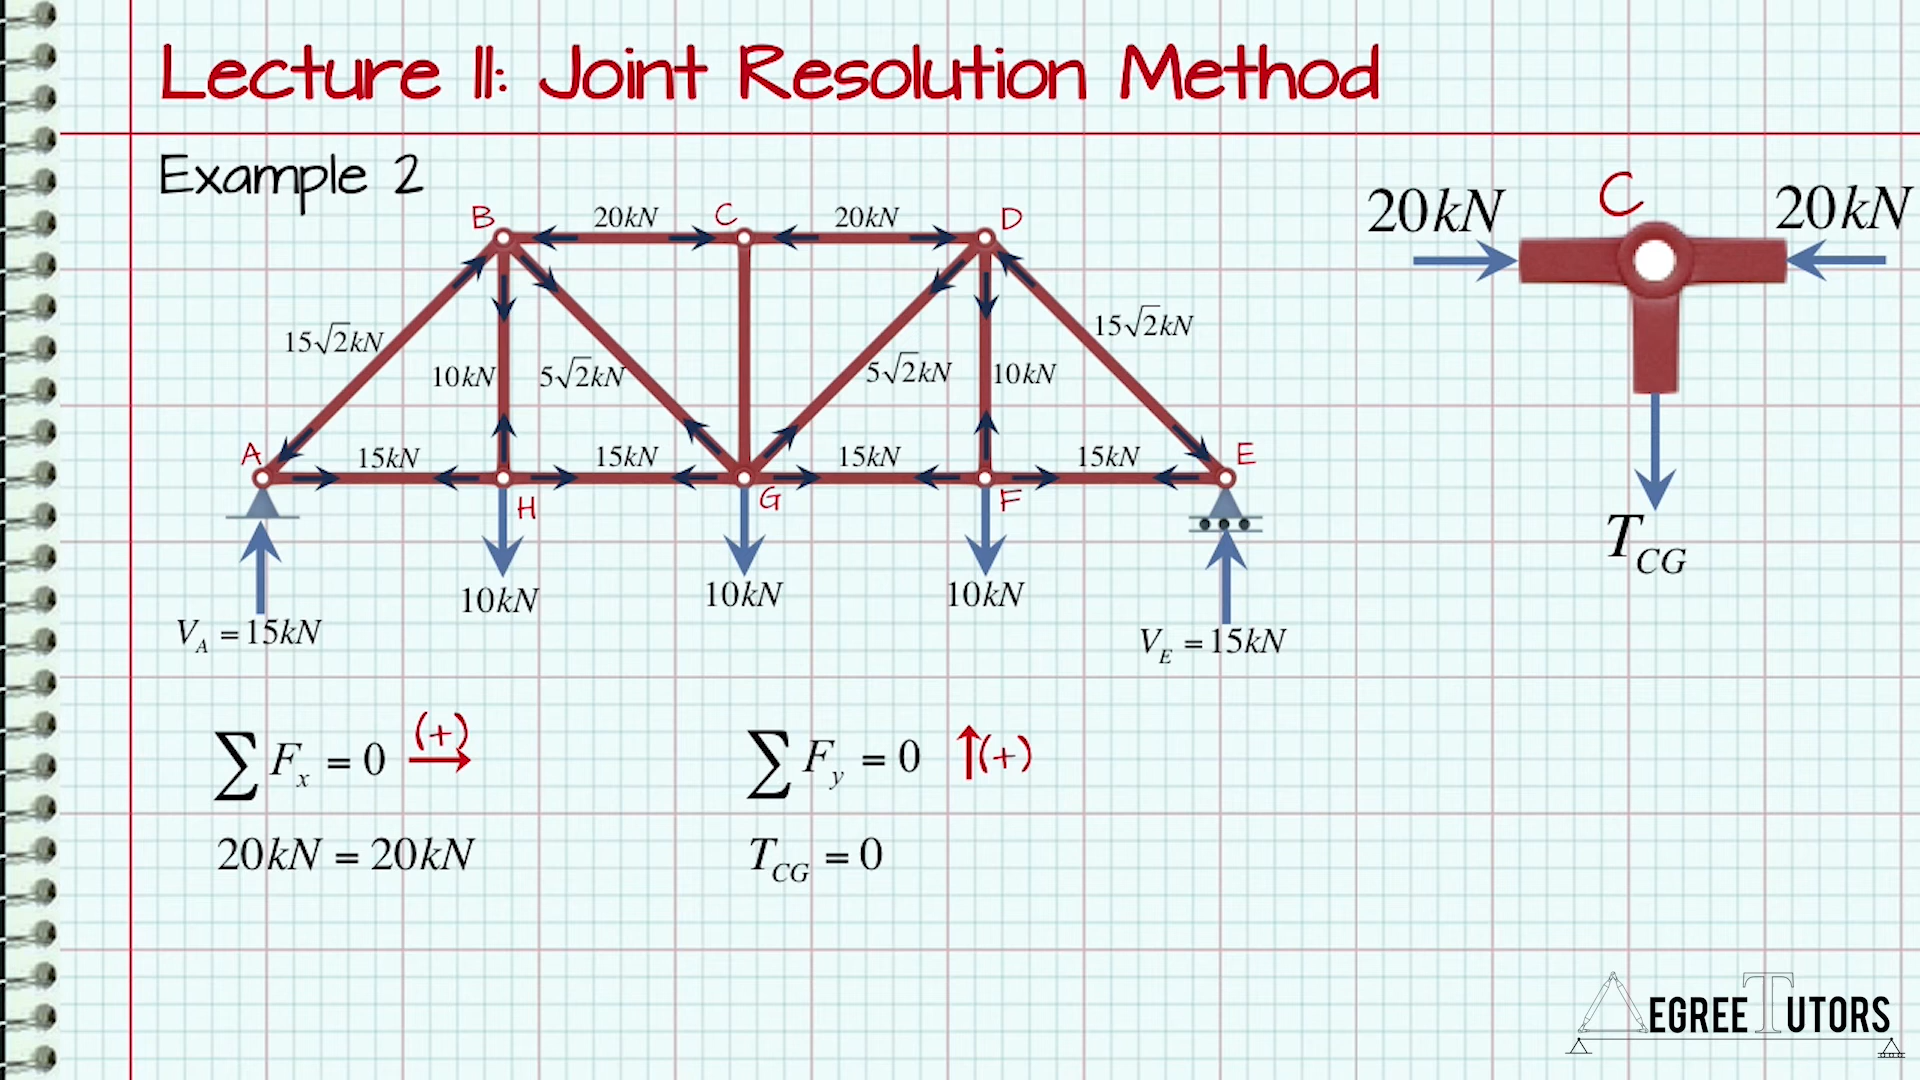 Lecture 11: Joint Resolution Method
Example 2
B 20kN C 20kN D
20kN C 20kN
15√2kN
10kN
5√2kN
5√2kN
10kN
15√2kN
A 15kN 15kN 15kN 15kN E
H G F
10kN 10kN 10kN
V_A = 15kN
V_E = 15kN
T_CG
∑F_x = 0 (+)
∑F_y = 0 (+)
20kN = 20kN
T_CG = 0
DEGREE TUTORS